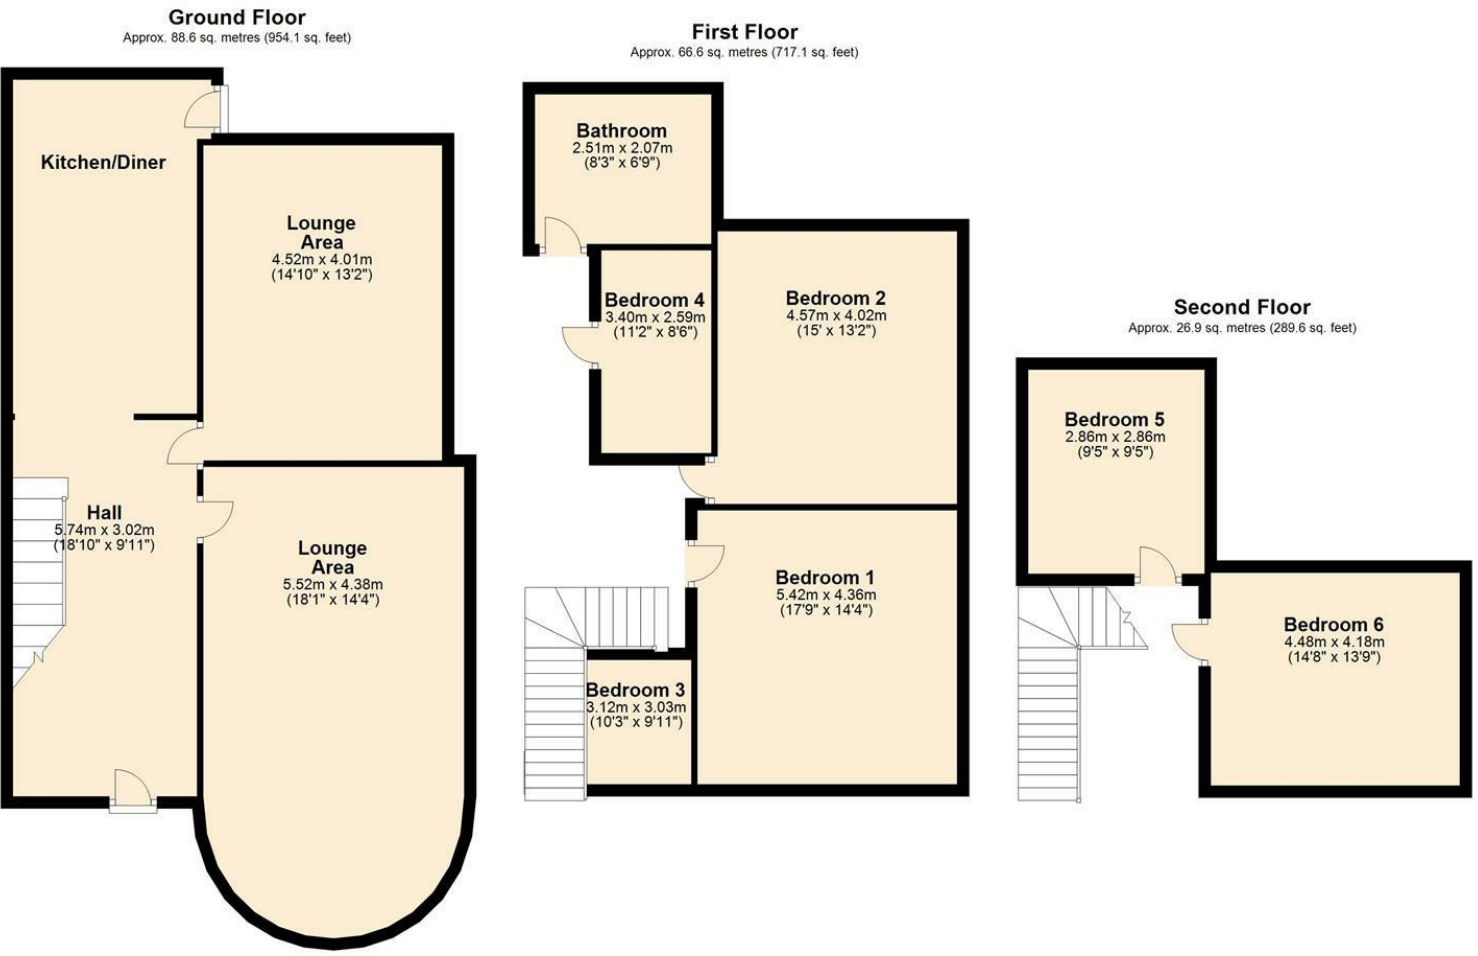 Ground Floor
Approx. 88.6 sq. metres (954.1 sq. feet)
Kitchen/Diner
Lounge
Area
4.52m x 4.01m
(14'10" x 13'2")
Hall
5.74m x 3.02m
(18'10" x 9'11")
Lounge
Area
5.52m x 4.38m
(18'1" x 14'4")
First Floor
Approx. 66.6 sq. metres (717.1 sq. feet)
Bathroom
2.51m x 2.07m
(8'3" x 6'9")
Bedroom 4
3.40m x 2.59m
(11'2" x 8'6")
Bedroom 2
4.57m x 4.02m
(15' x 13'2")
Bedroom 1
5.42m x 4.36m
(17'9" x 14'4")
Bedroom 3
3.12m x 3.03m
(10'3" x 9'11")
Second Floor
Approx. 26.9 sq. metres (289.6 sq. feet)
Bedroom 5
2.86m x 2.86m
(9'5" x 9'5")
Bedroom 6
4.48m x 4.18m
(14'8" x 13'9")